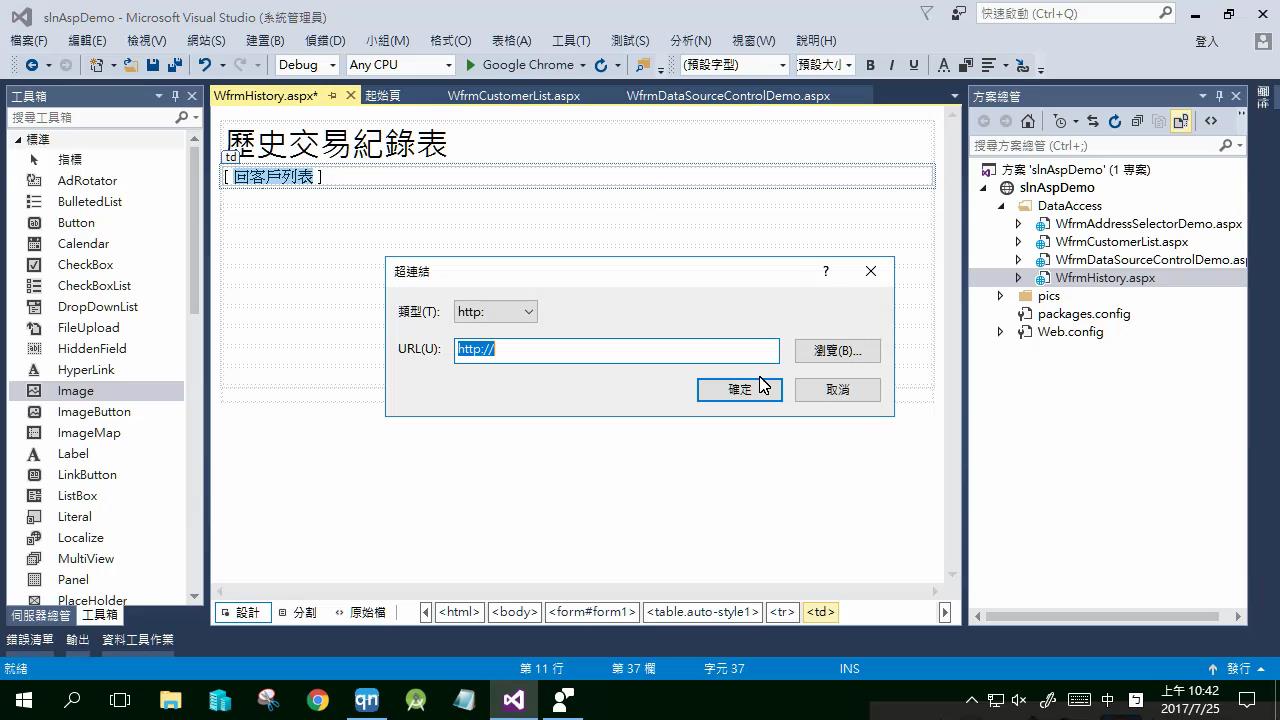 slnAspDemo - Microsoft Visual Studio (系統管理員)
快速啟動 (Ctrl+Q)
檔案(F) 編輯(E) 檢視(V) 網站(S) 建置(B) 偵錯(D) 小組(M) 格式(O) 表格(A) 工具(T) 測試(S) 分析(N) 視窗(W) 說明(H) 登入
Debug Any CPU Google Chrome (預設字型) 預設大小 B I U A
工具箱
WfrmHistory.aspx* 起始頁 WfrmCustomerList.aspx WfrmDataSourceControlDemo.aspx
方案總管
搜尋工具箱
搜尋方案總管 (Ctrl+;)
標準
指標
AdRotator
BulletedList
Button
Calendar
CheckBox
CheckBoxList
DropDownList
FileUpload
HiddenField
HyperLink
Image
ImageButton
ImageMap
Label
LinkButton
ListBox
Literal
Localize
MultiView
Panel
PlaceHolder
伺服器總管 工具箱
歷史交易紀錄表
td
[ 回客戶列表 ]
超連結
?
類型(T): http:
URL(U): http:// 瀏覽(B)...
確定 取消
方案 'slnAspDemo' (1 專案)
slnAspDemo
DataAccess
WfrmAddressSelectorDemo.aspx
WfrmCustomerList.aspx
WfrmDataSourceControlDemo.asp
WfrmHistory.aspx
pics
packages.config
Web.config
設計 分割 原始檔 <html> <body> <form#form1> <table.auto-style1> <tr> <td>
錯誤清單 輸出 資料工具作業
就緒 第 11 行 第 37 欄 字元 37 INS 發行
qn 中 上午 10:42
2017/7/25